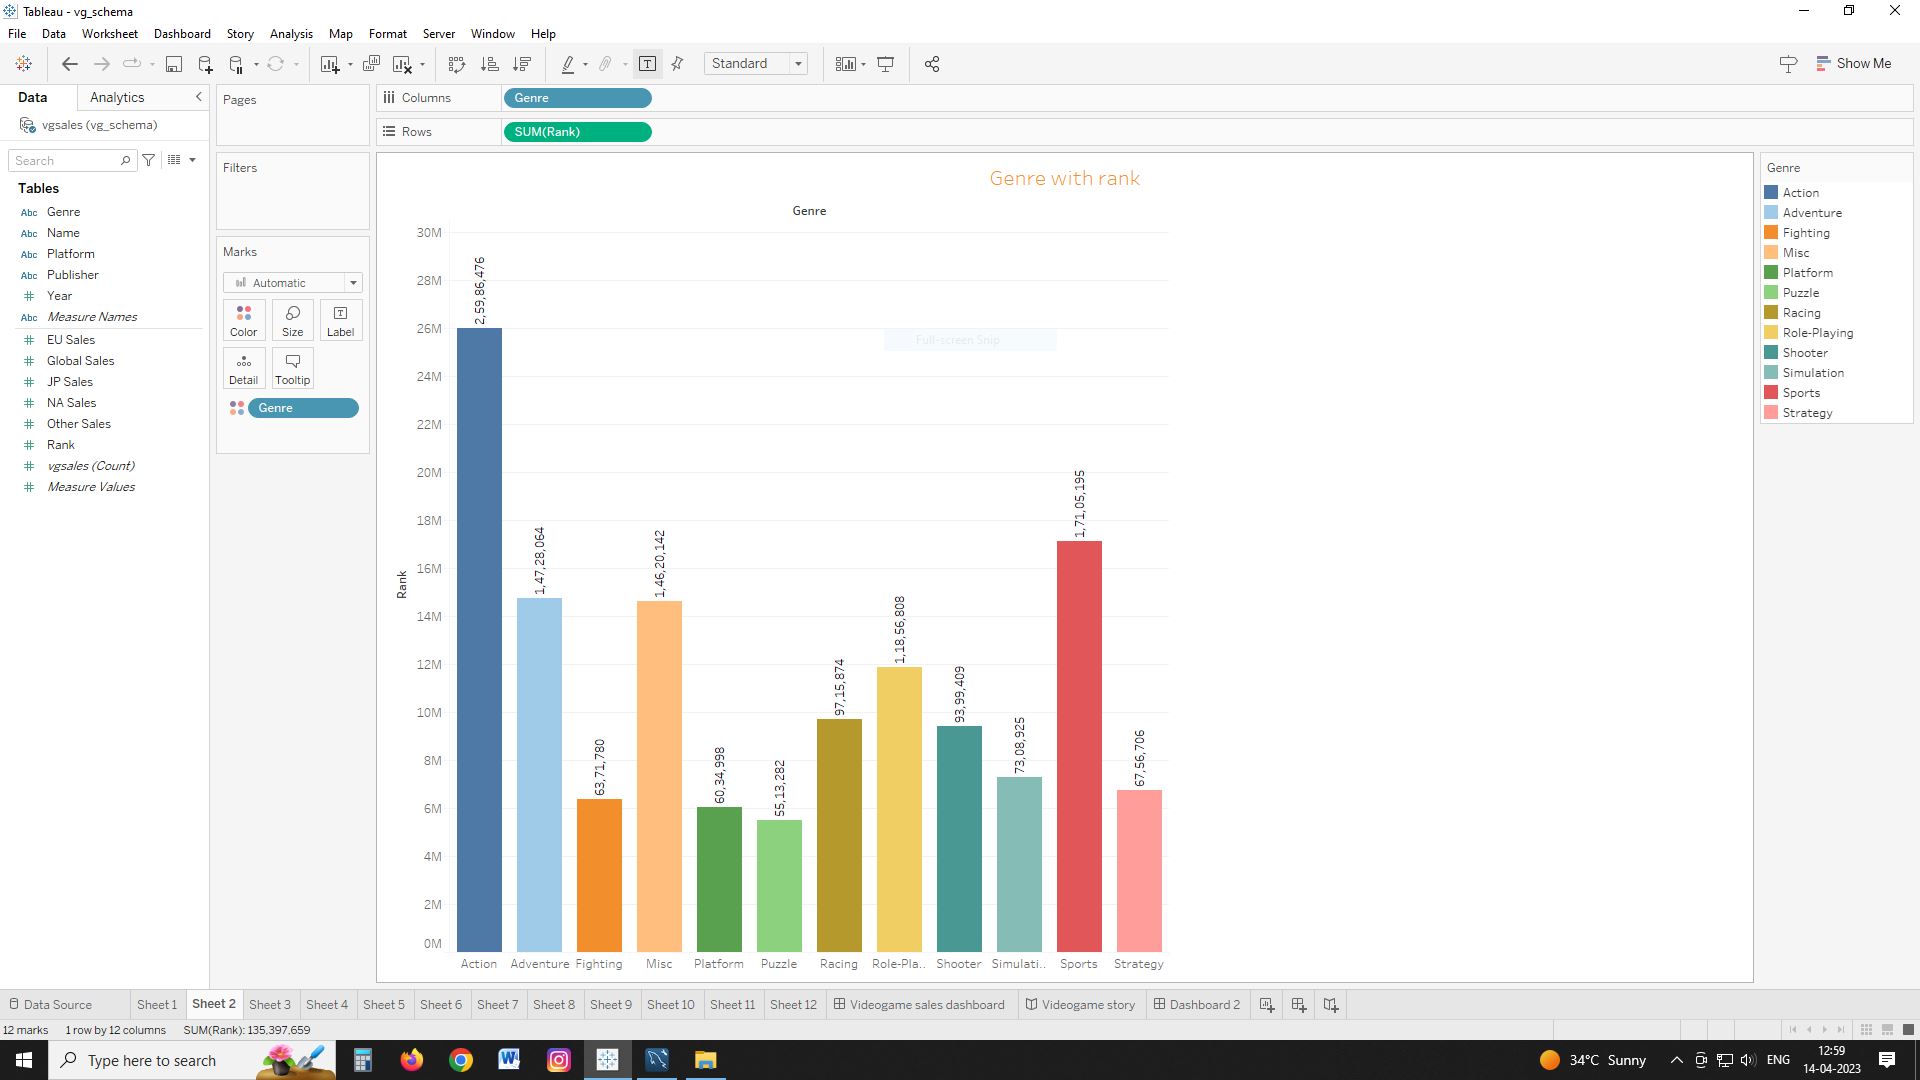 Tableau - vg_schema
File Data Worksheet Dashboard Story Analysis Map Format Server Window Help
Standard
Show Me
Data Analytics
vgsales (vg_schema)
Search
Tables
Abc Genre
Abc Name
Abc Platform
Abc Publisher
# Year
Abc Measure Names
# EU Sales
# Global Sales
# JP Sales
# NA Sales
# Other Sales
# Rank
# vgsales (Count)
# Measure Values
Pages
Filters
Marks
Automatic
Color Size Label
Detail Tooltip
Genre
Columns Genre
Rows SUM(Rank)
Genre with rank
Genre
Rank
30M
28M
26M
24M
22M
20M
18M
16M
14M
12M
10M
8M
6M
4M
2M
0M
2,59,86,476
1,47,28,064
63,71,780
1,46,20,142
60,34,998
55,13,282
97,15,874
1,18,56,808
93,99,409
73,08,925
1,71,05,195
67,56,706
Full-screen Snip
Action Adventure Fighting Misc Platform Puzzle Racing Role-Pla.. Shooter Simulati.. Sports Strategy
Genre
Action
Adventure
Fighting
Misc
Platform
Puzzle
Racing
Role-Playing
Shooter
Simulation
Sports
Strategy
Data Source Sheet 1 Sheet 2 Sheet 3 Sheet 4 Sheet 5 Sheet 6 Sheet 7 Sheet 8 Sheet 9 Sheet 10 Sheet 11 Sheet 12 Videogame sales dashboard Videogame story Dashboard 2
12 marks 1 row by 12 columns SUM(Rank): 135,397,659
Type here to search
34°C Sunny
ENG
12:59
14-04-2023